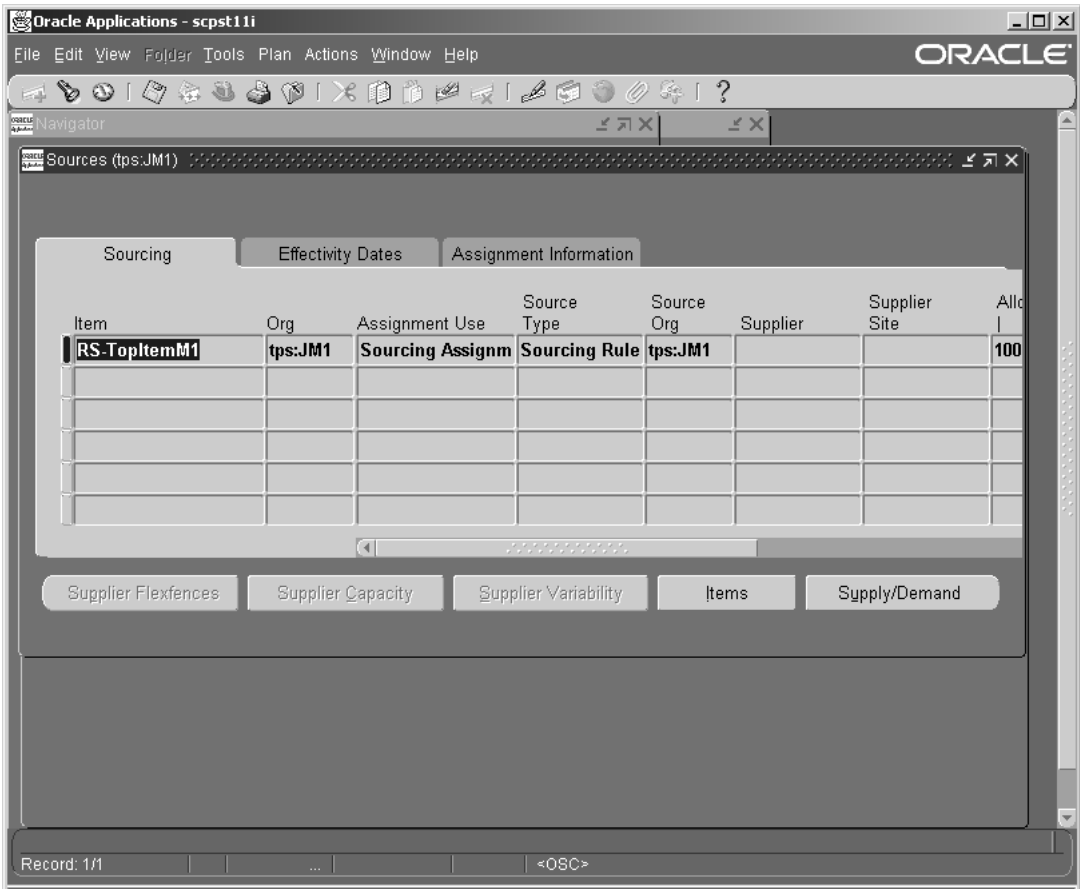 Oracle Applications - scpst11i
File Edit View Folder Tools Plan Actions Window Help
ORACLE
Navigator
Sources (tps:JM1)
Sourcing Effectivity Dates Assignment Information
Source Source Supplier Allo
Item Org Assignment Use Type Org Supplier Site
RS-TopItemM1 tps:JM1 Sourcing Assignm Sourcing Rule tps:JM1 100
Supplier Flexfences Supplier Capacity Supplier Variability Items Supply/Demand
Record: 1/1 ... <OSC>